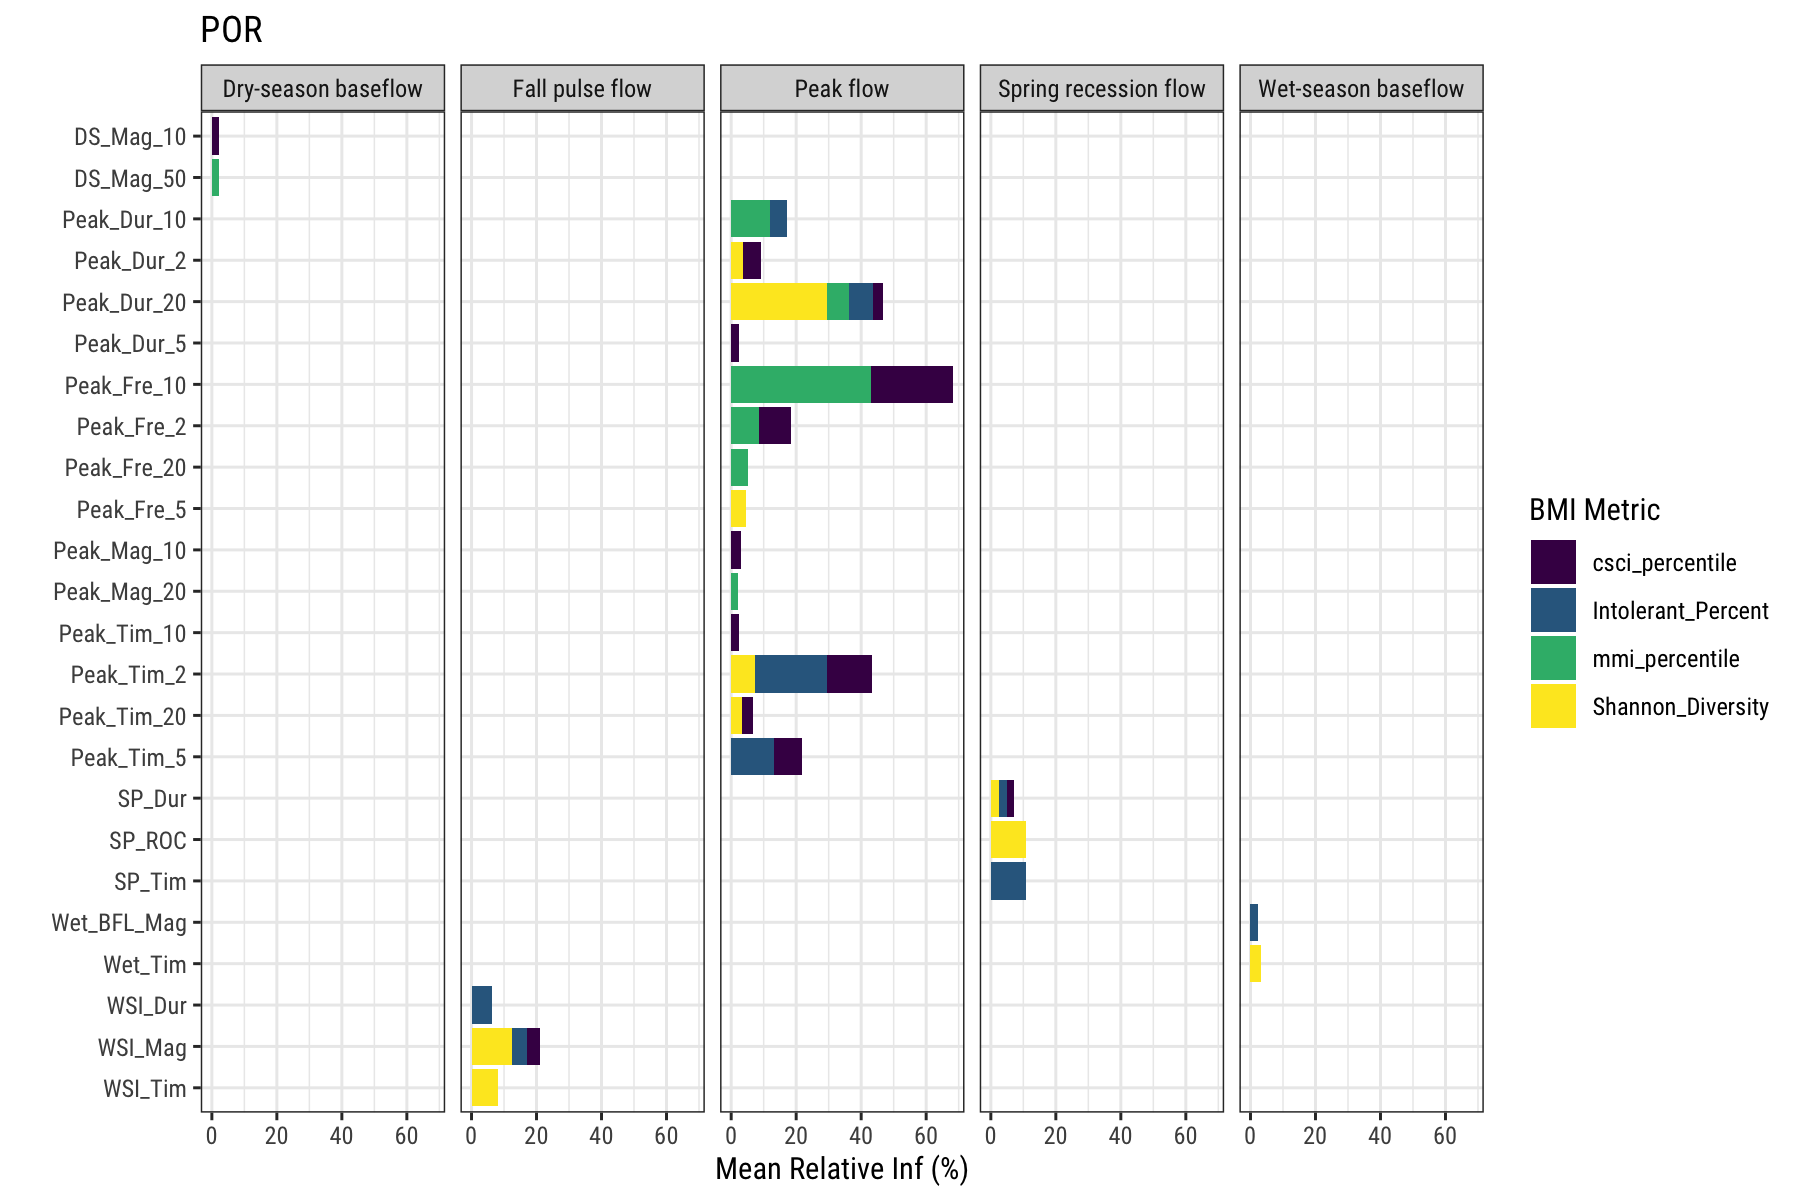 POR
Dry-season baseflow
Fall pulse flow
Peak flow
Spring recession flow
Wet-season baseflow
DS_Mag_10
DS_Mag_50
Peak_Dur_10
Peak_Dur_2
Peak_Dur_20
Peak_Dur_5
Peak_Fre_10
Peak_Fre_2
Peak_Fre_20
Peak_Fre_5
Peak_Mag_10
Peak_Mag_20
Peak_Tim_10
Peak_Tim_2
Peak_Tim_20
Peak_Tim_5
SP_Dur
SP_ROC
SP_Tim
Wet_BFL_Mag
Wet_Tim
WSI_Dur
WSI_Mag
WSI_Tim
0 20 40 60
0 20 40 60
0 20 40 60
0 20 40 60
0 20 40 60
Mean Relative Inf (%)
BMI Metric
csci_percentile
Intolerant_Percent
mmi_percentile
Shannon_Diversity